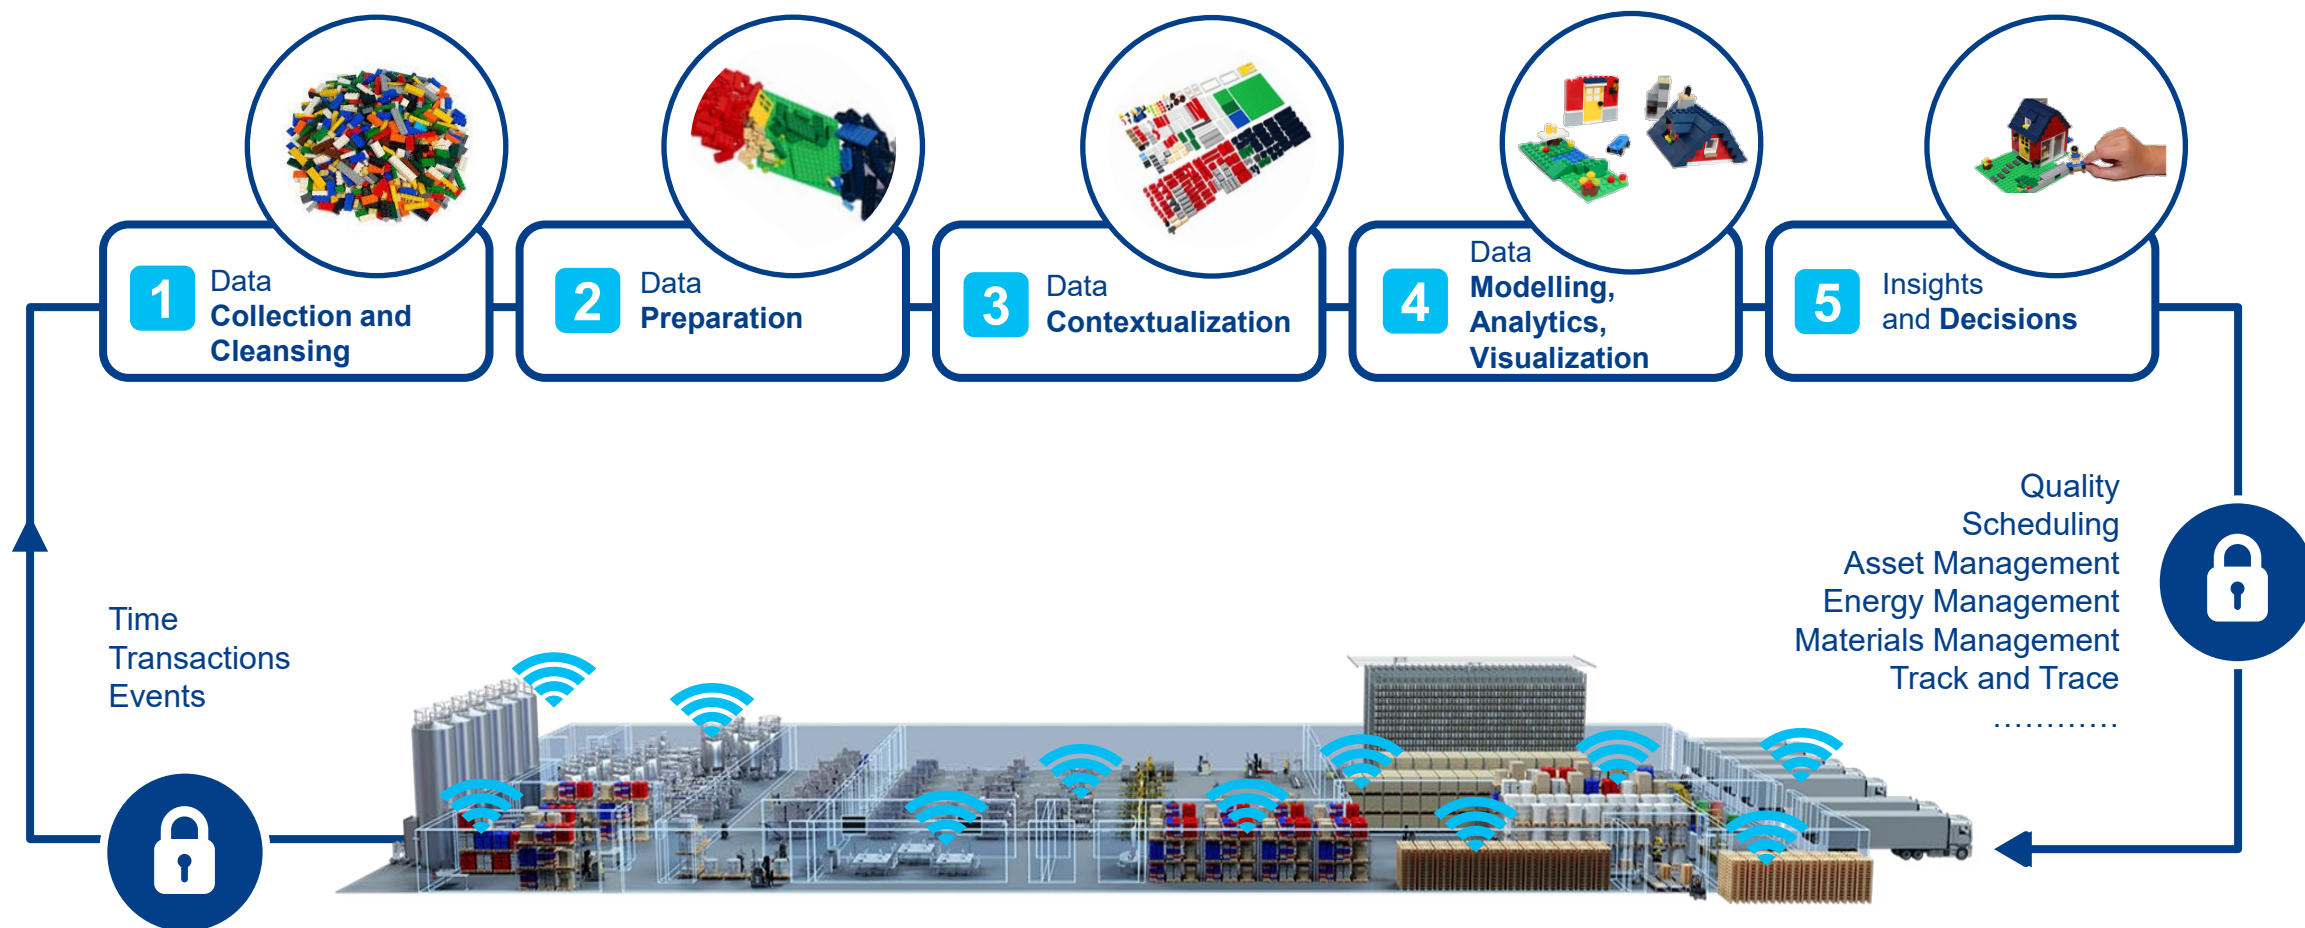 1
Data
Collection and
Cleansing
2
Data
Preparation
3
Data
Contextualization
4
Data
Modelling,
Analytics,
Visualization
5
Insights
and Decisions
Time
Transactions
Events
Quality
Scheduling
Asset Management
Energy Management
Materials Management
Track and Trace
............